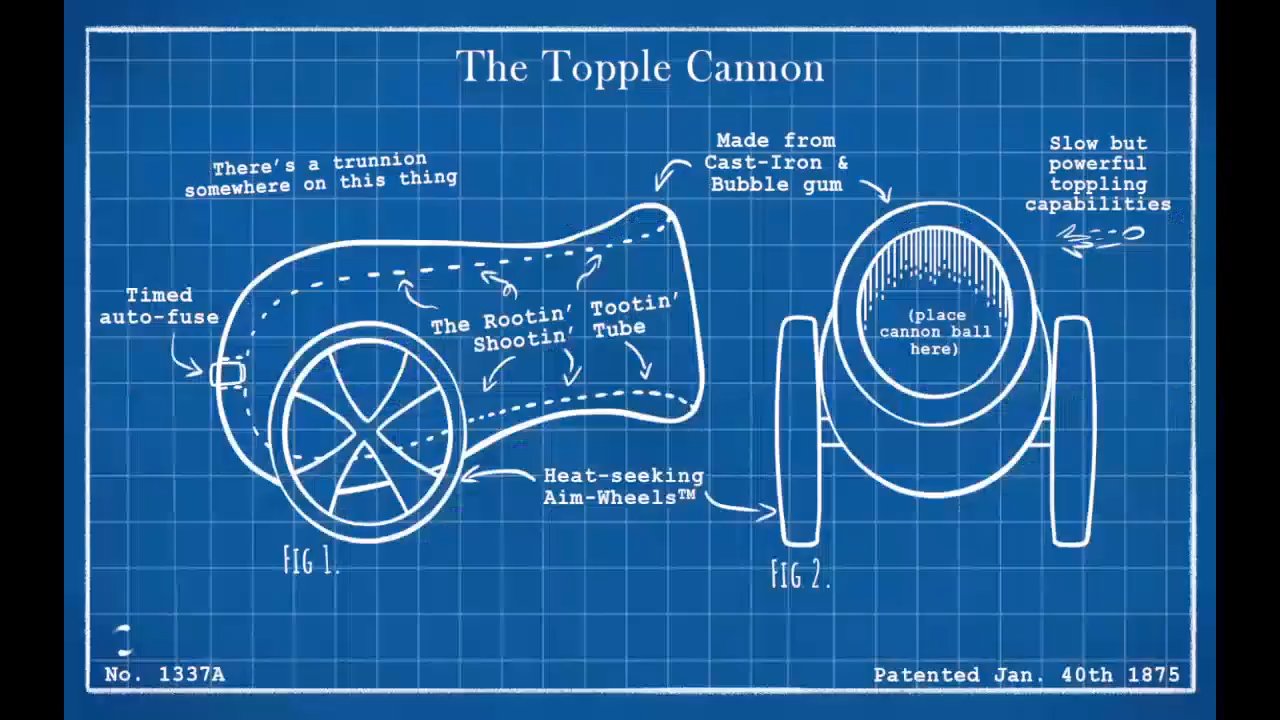 The Topple Cannon
There's a trunnion
somewhere on this thing
Made from
Cast-Iron &
Bubble gum
Slow but
powerful
toppling
capabilities
Timed
auto-fuse
The Rootin' Tootin'
Shootin' Tube
(place
cannon ball
here)
Heat-seeking
Aim-Wheels™
Fig 1.
Fig 2.
No. 1337A
Patented Jan. 40th 1875